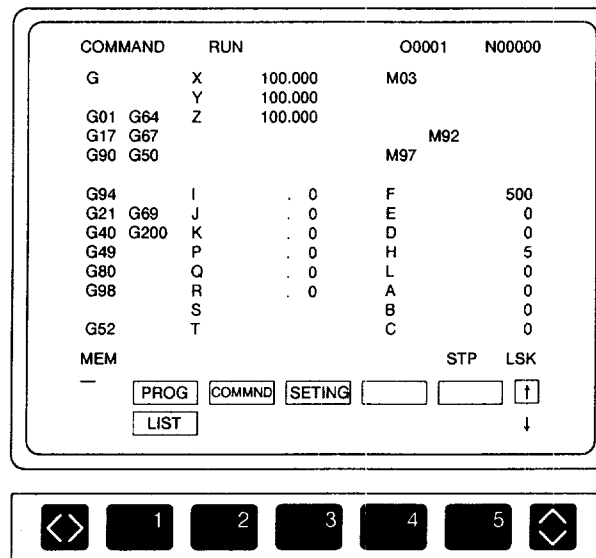 COMMAND RUN O0001 N00000
G X 100.000 M03
Y 100.000
G01 G64 Z 100.000
G17 G67 M92
G90 G50 M97
G94 I . 0 F 500
G21 G69 J . 0 E 0
G40 G200 K . 0 D 0
G49 P . 0 H 5
G80 Q . 0 L 0
G98 R . 0 A 0
S B 0
G52 T C 0
MEM STP LSK
PROG COMMND SETING ↑
LIST ↓
1 2 3 4 5